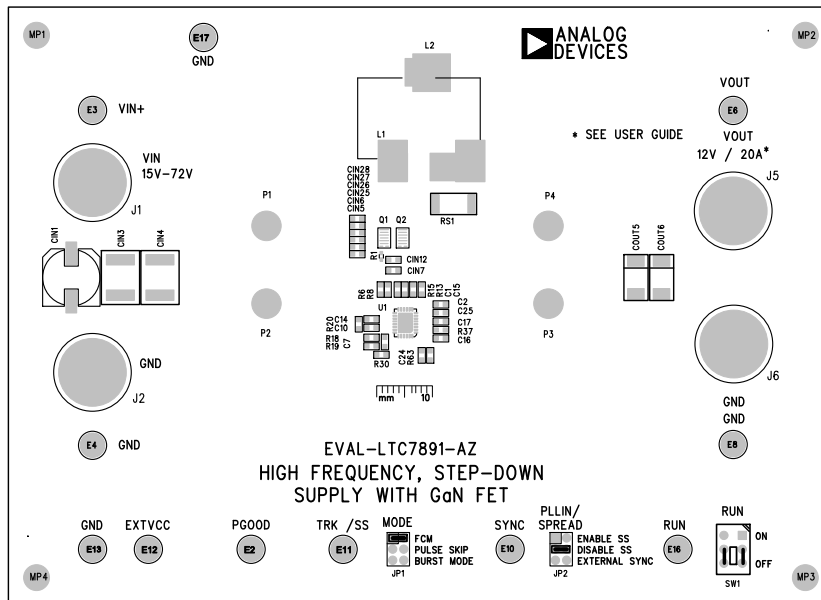 MP1
E17
GND
ANALOG
DEVICES
MP2
L2
E3
VIN+
VOUT
E6
* SEE USER GUIDE
VOUT
12V / 20A*
VIN
15V-72V
L1
J1
J5
CIN28
CIN27
CIN26
CIN25
CIN6
CIN5
P1
P4
RS1
Q1
Q2
CIN1
CIN3
CIN4
COUT5
COUT6
R1
CIN12
CIN7
R6
R8
R15
R13
C1
C15
P2
P3
U1
C2
C25
C17
R37
C16
R20
C14
C10
R18
R19
C7
R30
C24
R63
GND
J2
J6
mm
10
GND
GND
E4
GND
E8
EVAL-LTC7891-AZ
HIGH FREQUENCY, STEP-DOWN
SUPPLY WITH GaN FET
GND
E13
EXTVCC
E12
PGOOD
E2
TRK /SS
E11
MODE
FCM
PULSE SKIP
BURST MODE
JP1
SYNC
E10
PLLIN/
SPREAD
ENABLE SS
DISABLE SS
EXTERNAL SYNC
JP2
RUN
E16
RUN
ON
OFF
SW1
MP4
MP3